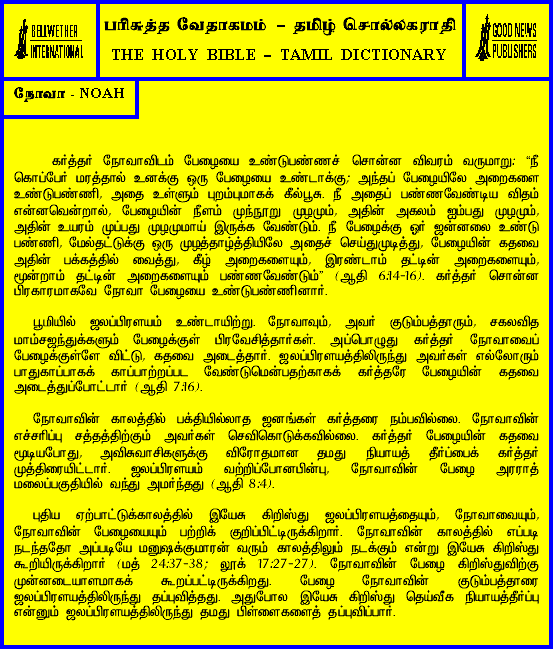 BELLWETHER
INTERNATIONAL
பரிசுத்த வேதாகமம் - தமிழ் சொல்லகராதி
THE HOLY BIBLE - TAMIL DICTIONARY
GOOD NEWS
PUBLISHERS
நோவா - NOAH
கர்த்தர் நோவாவிடம் பேழையை உண்டுபண்ணச் சொன்ன விவரம் வருமாறு: "நீ
கொப்பேர் மரத்தால் உனக்கு ஒரு பேழையை உண்டாக்கு; அந்தப் பேழையிலே அறைகளை
உண்டுபண்ணி, அதை உள்ளும் புறம்புமாகக் கீல்பூசு. நீ அதைப் பண்ணவேண்டிய விதம்
என்னவென்றால், பேழையின் நீளம் முந்நூறு முழமும், அதின் அகலம் ஐம்பது முழமும்,
அதின் உயரம் முப்பது முழமுமாய் இருக்க வேண்டும். நீ பேழைக்கு ஓர் ஜன்னலை உண்டு
பண்ணி, மேல்தட்டுக்கு ஒரு முழத்தாழ்த்தியிலே அதைச் செய்துமுடித்து, பேழையின் கதவை
அதின் பக்கத்தில் வைத்து, கீழ் அறைகளையும், இரண்டாம் தட்டின் அறைகளையும்,
மூன்றாம் தட்டின் அறைகளையும் பண்ணவேண்டும்" (ஆதி 6:14-16). கர்த்தர் சொன்ன
பிரகாரமாகவே நோவா பேழையை உண்டுபண்ணினார்.
பூமியில் ஜலப்பிரளயம் உண்டாயிற்று. நோவாவும், அவர் குடும்பத்தாரும், சகலவித
மாம்சஜந்துக்களும் பேழைக்குள் பிரவேசித்தார்கள். அப்பொழுது கர்த்தர் நோவாவைப்
பேழைக்குள்ளே விட்டு, கதவை அடைத்தார். ஜலப்பிரளயத்திலிருந்து அவர்கள் எல்லோரும்
பாதுகாப்பாகக் காப்பாற்றப்பட வேண்டுமென்பதற்காகக் கர்த்தரே பேழையின் கதவை
அடைத்துப்போட்டார் (ஆதி 7:16).
நோவாவின் காலத்தில் பக்தியில்லாத ஜனங்கள் கர்த்தரை நம்பவில்லை. நோவாவின்
எச்சரிப்பு சத்தத்திற்கும் அவர்கள் செவிகொடுக்கவில்லை. கர்த்தர் பேழையின் கதவை
மூடியபோது, அவிசுவாசிகளுக்கு விரோதமான தமது நியாயத் தீர்ப்பைக் கர்த்தர்
முத்திரையிட்டார். ஜலப்பிரளயம் வற்றிப்போனபின்பு, நோவாவின் பேழை அரராத்
மலைப்பகுதியில் வந்து அமர்ந்தது (ஆதி 8:4).
புதிய ஏற்பாட்டுக்காலத்தில் இயேசு கிறிஸ்து ஜலப்பிரளயத்தையும், நோவாவையும்,
நோவாவின் பேழையையும் பற்றிக் குறிப்பிட்டிருக்கிறார். நோவாவின் காலத்தில் எப்படி
நடந்ததோ அப்படியே மனுஷகுமாரன் வரும் காலத்திலும் நடக்கும் என்று இயேசு கிறிஸ்து
கூறியிருக்கிறார் (மத் 24:37-38; லூக் 17:27-27). நோவாவின் பேழை கிறிஸ்துவிற்கு
முன்னடையாளமாகக் கூறப்பட்டிருக்கிறது. பேழை நோவாவின் குடும்பத்தாரை
ஜலப்பிரளயத்திலிருந்து தப்புவித்தது. அதுபோல இயேசு கிறிஸ்து தெய்வீக நியாயத்தீர்ப்பு
என்னும் ஜலப்பிரளயத்திலிருந்து தமது பிள்ளைகளைத் தப்புவிப்பார்.